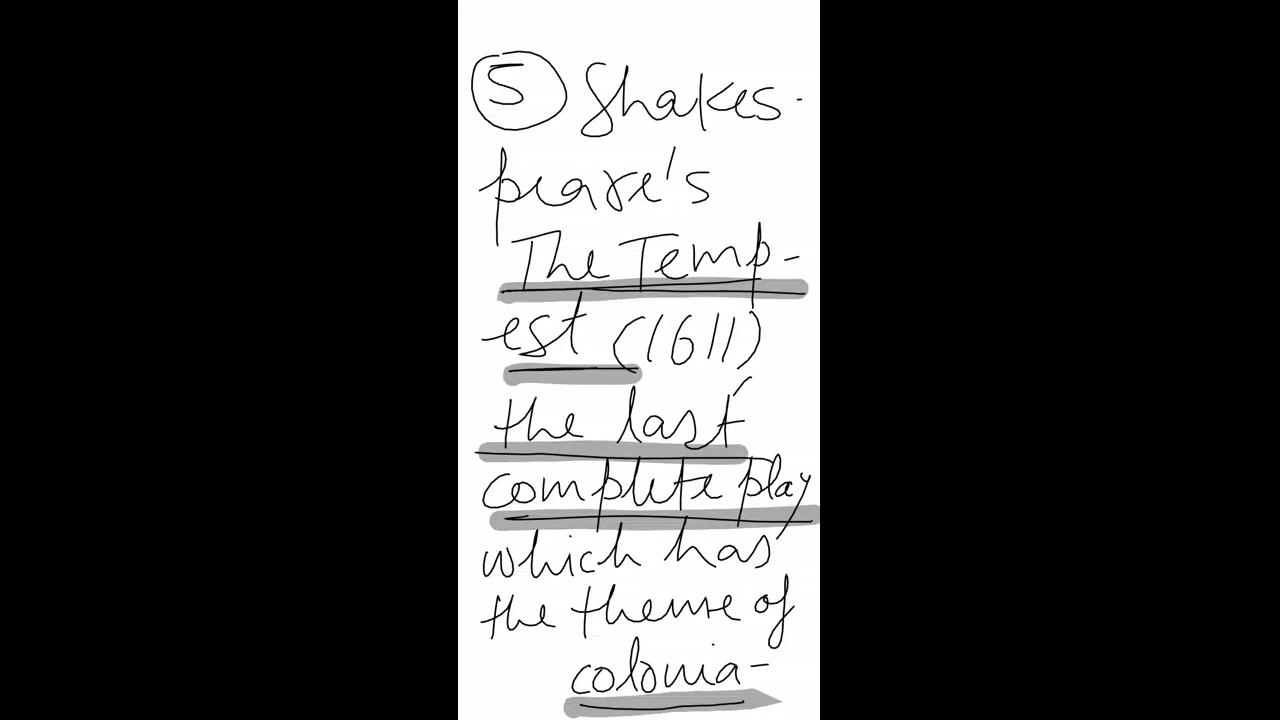 5 Shakes-
peare's
The Temp-
est (1611)
the last
complete play
which has
the theme of
colonia-